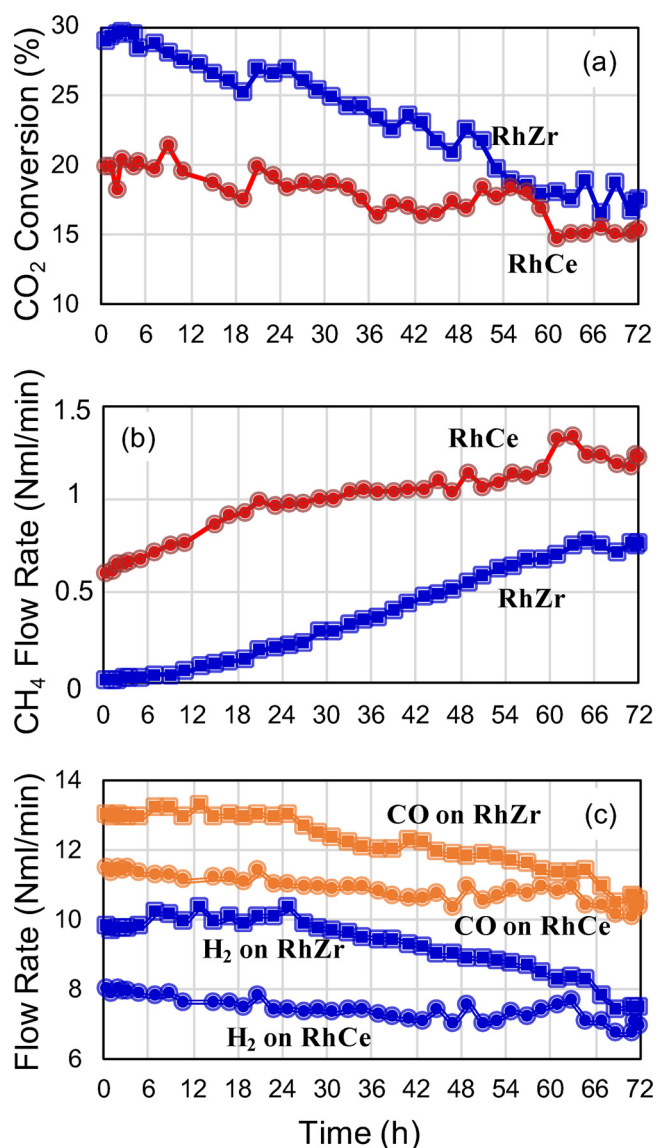 CO₂ Conversion (%)
30
25
20
15
10
(a)
RhZr
RhCe
0 6 12 18 24 30 36 42 48 54 60 66 72
CH₄ Flow Rate (Nml/min)
1.5
1
0.5
0
(b)
RhCe
RhZr
0 6 12 18 24 30 36 42 48 54 60 66 72
Flow Rate (Nml/min)
14
12
10
8
6
CO on RhZr
(c)
CO on RhCe
H₂ on RhZr
H₂ on RhCe
0 6 12 18 24 30 36 42 48 54 60 66 72
Time (h)